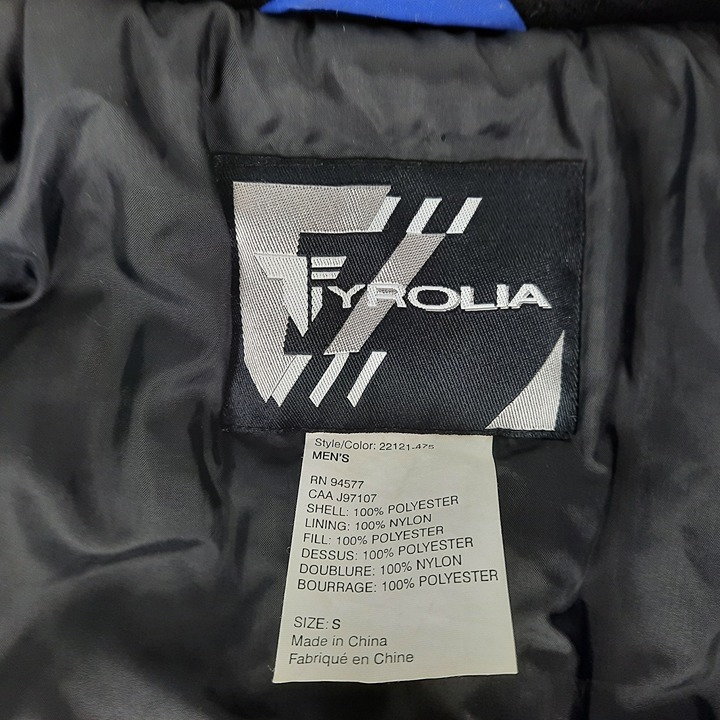 TYROLIA
Style/Color: 22121-475
MEN'S
RN 94577
CAA J97107
SHELL: 100% POLYESTER
LINING: 100% NYLON
FILL: 100% POLYESTER
DESSUS: 100% POLYESTER
DOUBLURE: 100% NYLON
BOURRAGE: 100% POLYESTER
SIZE: S
Made in China
Fabriqué en Chine